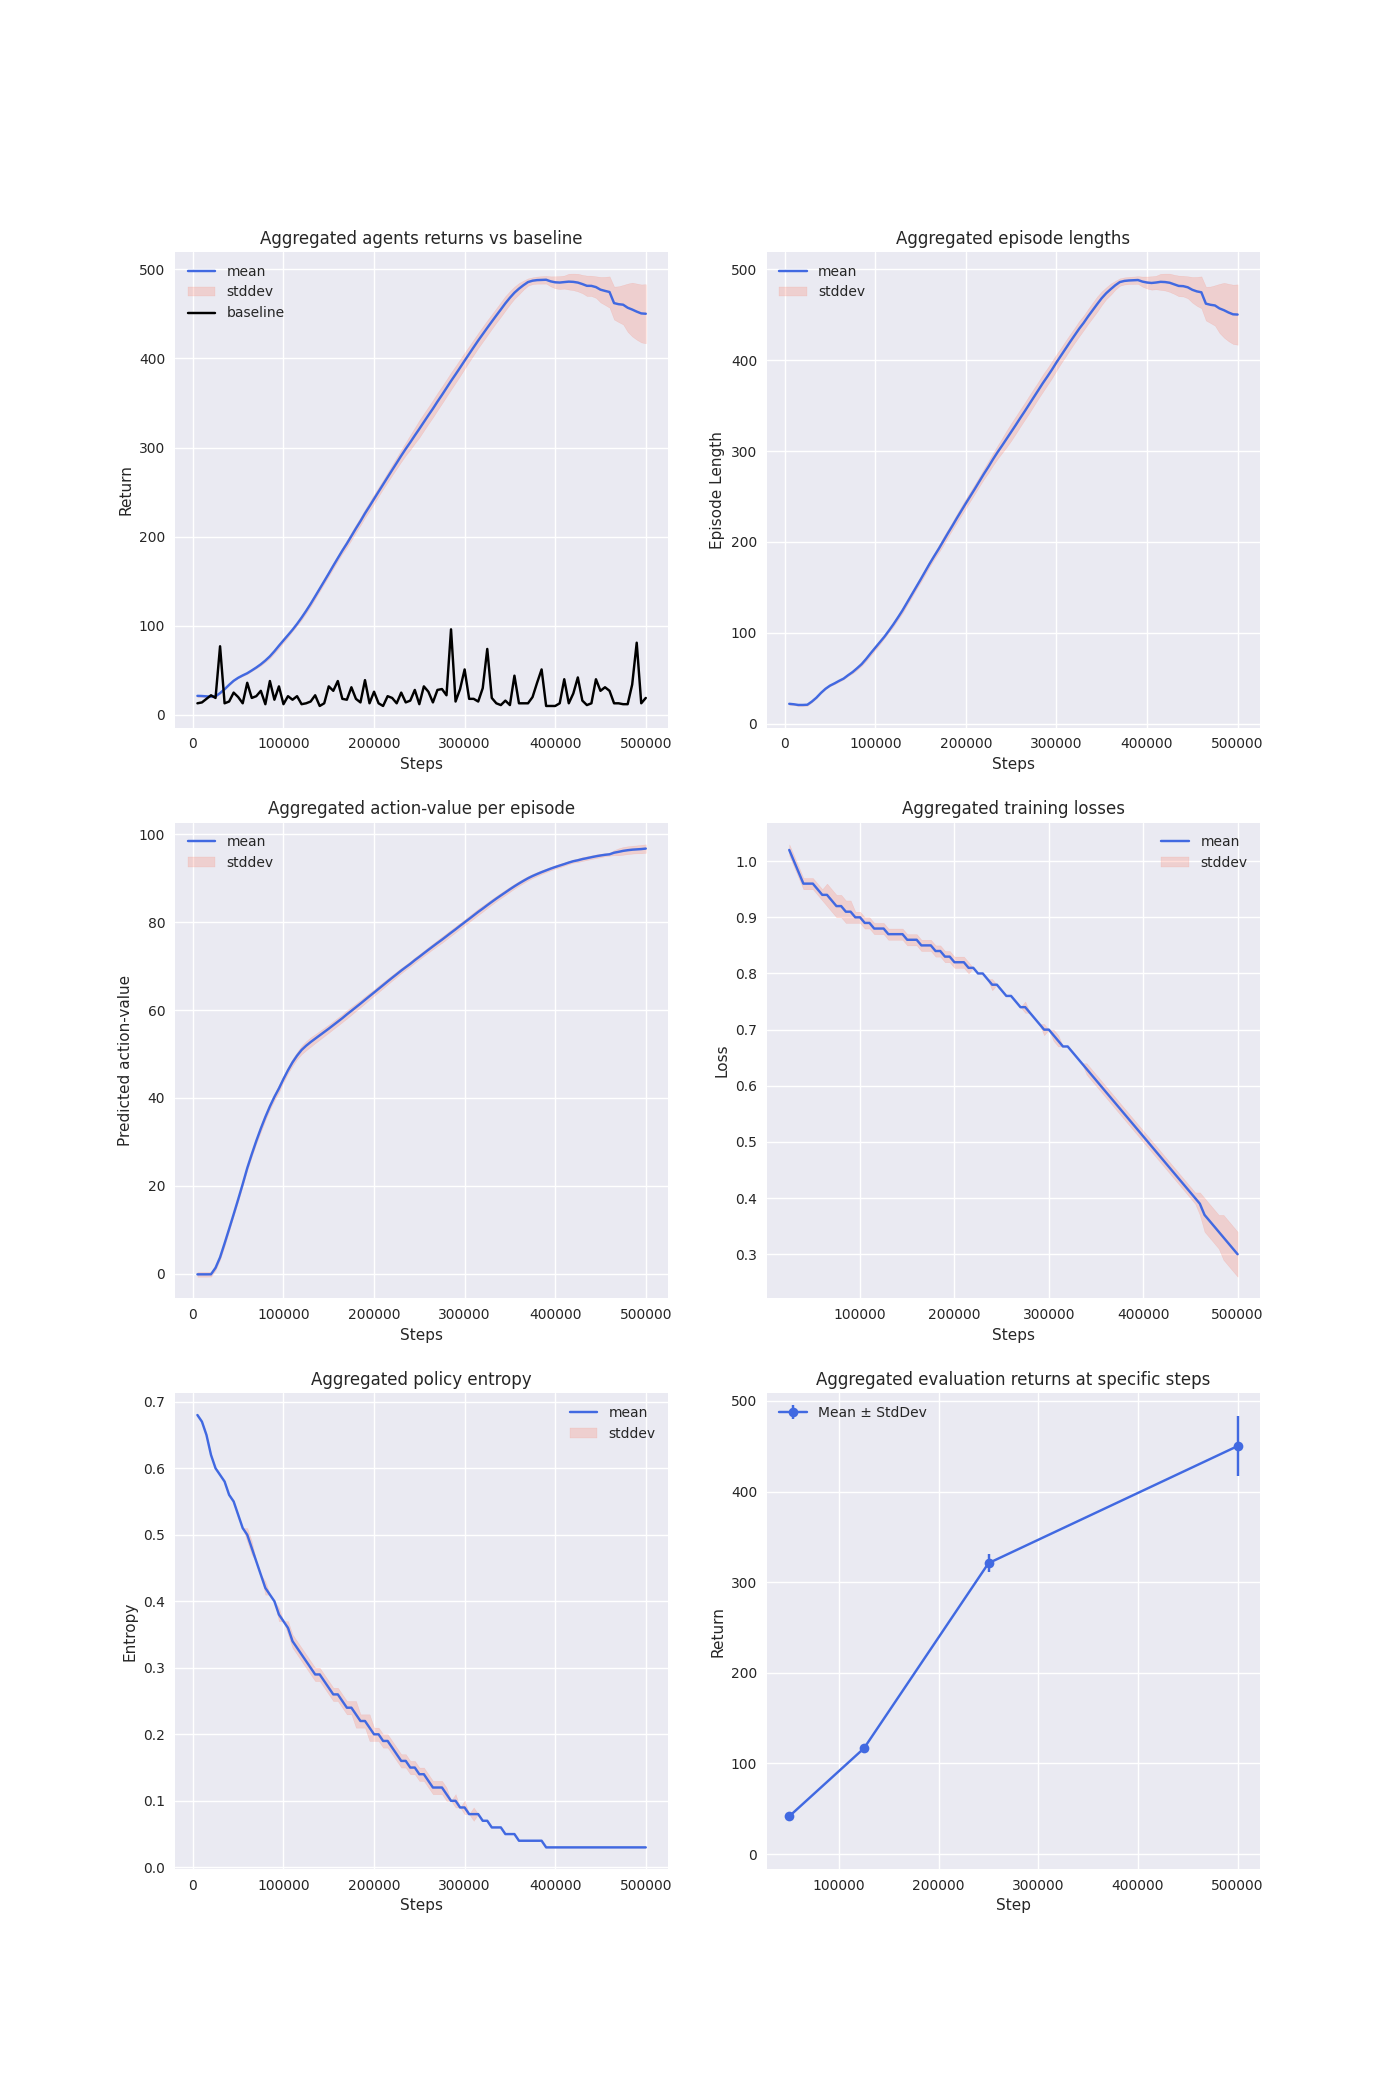 Aggregated agents returns vs baseline
mean
stddev
baseline
Return
500
400
300
200
100
0
0 100000 200000 300000 400000 500000
Steps
Aggregated episode lengths
mean
stddev
Episode Length
500
400
300
200
100
0
0 100000 200000 300000 400000 500000
Steps
Aggregated action-value per episode
mean
stddev
Predicted action-value
100
80
60
40
20
0
0 100000 200000 300000 400000 500000
Steps
Aggregated training losses
mean
stddev
Loss
1.0
0.9
0.8
0.7
0.6
0.5
0.4
0.3
100000 200000 300000 400000 500000
Steps
Aggregated policy entropy
mean
stddev
Entropy
0.7
0.6
0.5
0.4
0.3
0.2
0.1
0.0
0 100000 200000 300000 400000 500000
Steps
Aggregated evaluation returns at specific steps
Mean ± StdDev
Return
500
400
300
200
100
0
100000 200000 300000 400000 500000
Step